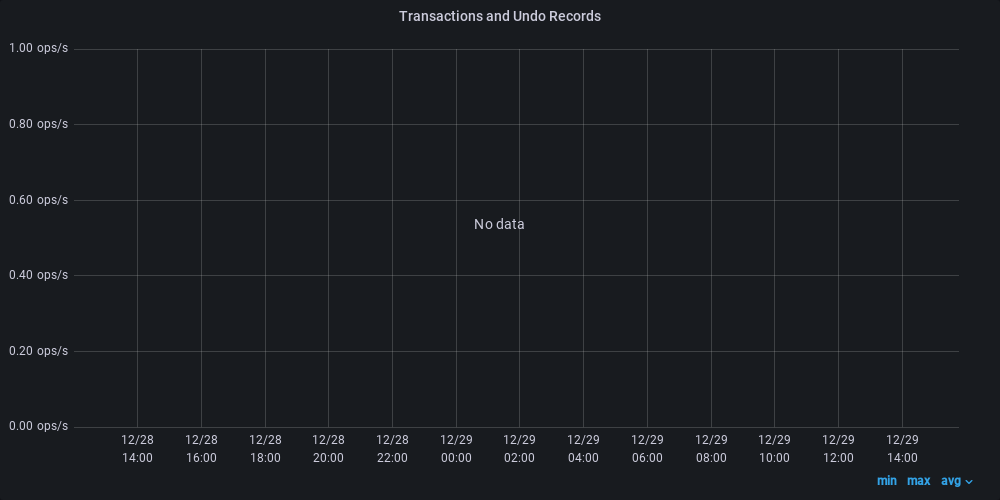 Transactions and Undo Records
1.00 ops/s
0.80 ops/s
0.60 ops/s
No data
0.40 ops/s
0.20 ops/s
0.00 ops/s
12/28 12/28 12/28 12/28 12/28 12/29 12/29 12/29 12/29 12/29 12/29 12/29 12/29
14:00 16:00 18:00 20:00 22:00 00:00 02:00 04:00 06:00 08:00 10:00 12:00 14:00
min max avg